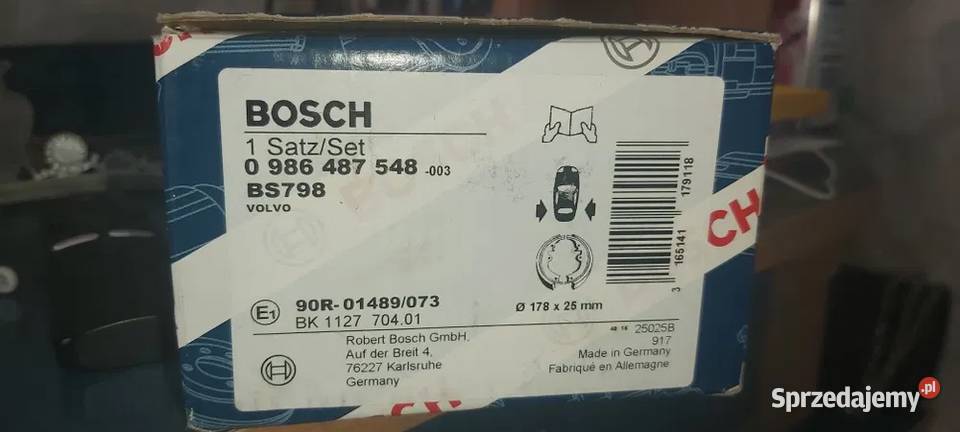 BOSCH
1 Satz/Set
0 986 487 548 -003
BS798
VOLVO
3 165141 179118
Ø 178 x 25 mm
E1 90R-01489/073
BK 1127 704.01
Robert Bosch GmbH,
Auf der Breit 4,
76227 Karlsruhe
Germany
25025B
917
Made in Germany
Fabriqué en Allemagne
CH
Sprzedajemy.pl